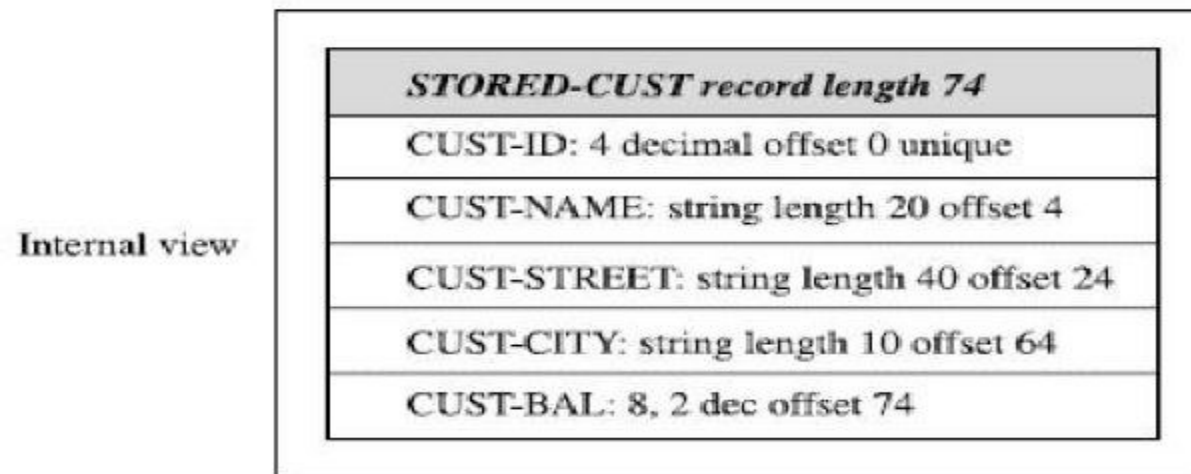 STORED-CUST record length 74
CUST-ID: 4 decimal offset 0 unique
CUST-NAME: string length 20 offset 4
Internal view
CUST-STREET: string length 40 offset 24
CUST-CITY: string length 10 offset 64
CUST-BAL: 8, 2 dec offset 74